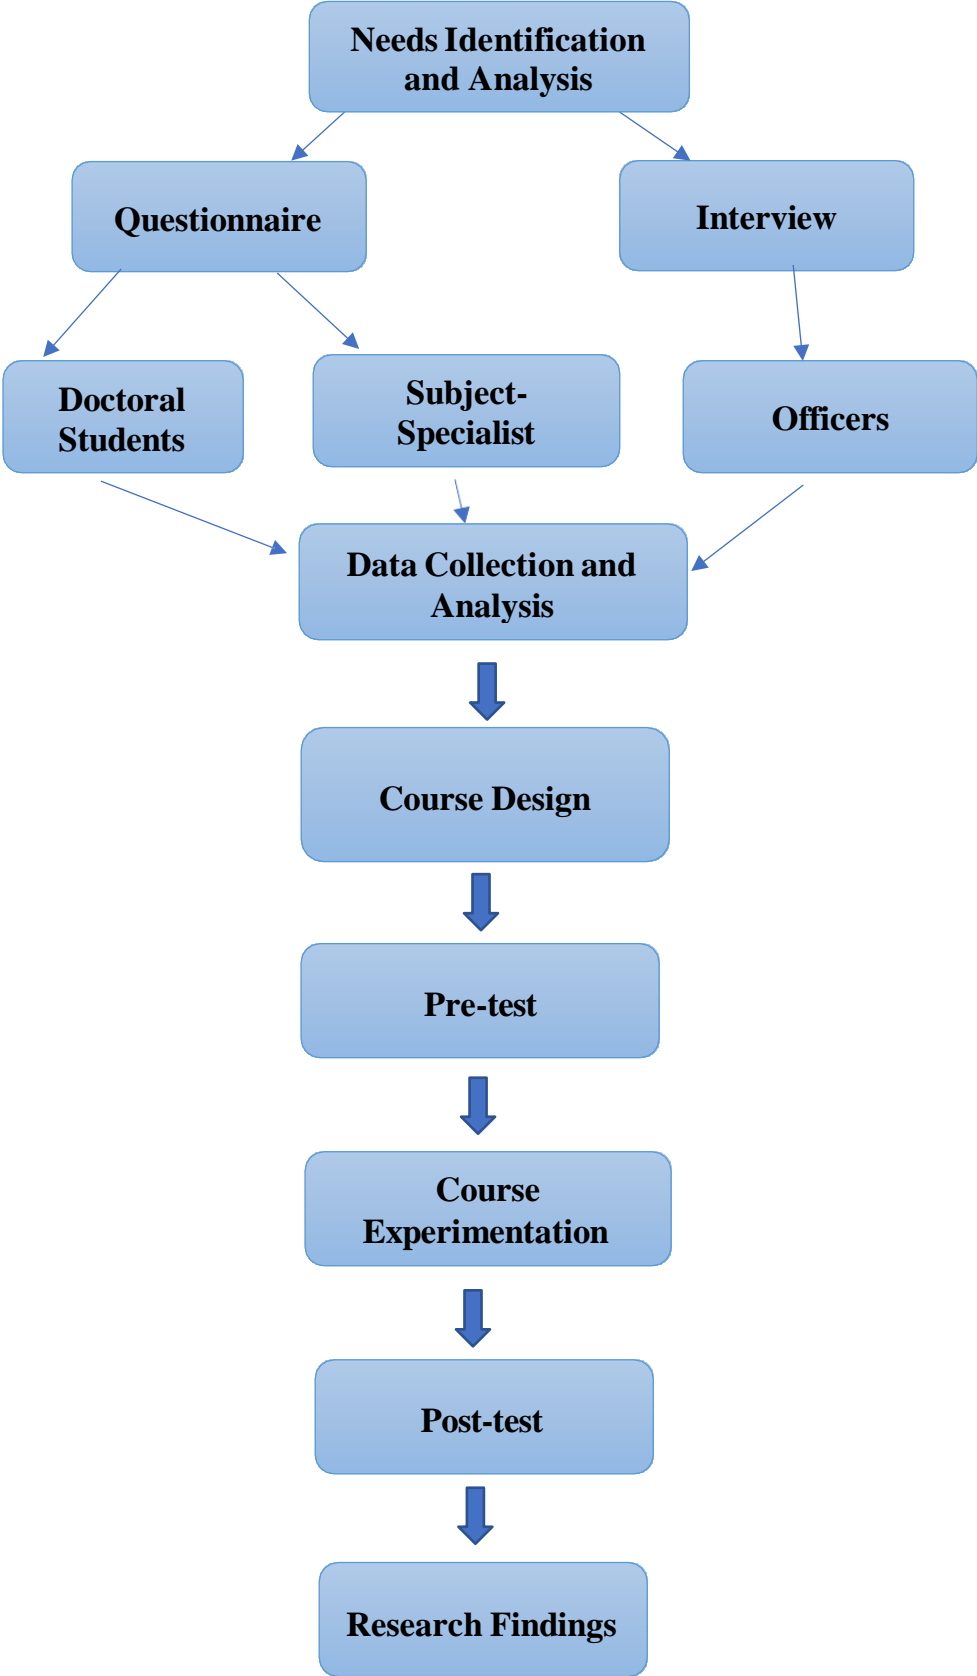 Needs Identification
and Analysis
Questionnaire
Interview
Doctoral
Students
Subject-
Specialist
Officers
Data Collection and
Analysis
Course Design
Pre-test
Course
Experimentation
Post-test
Research Findings